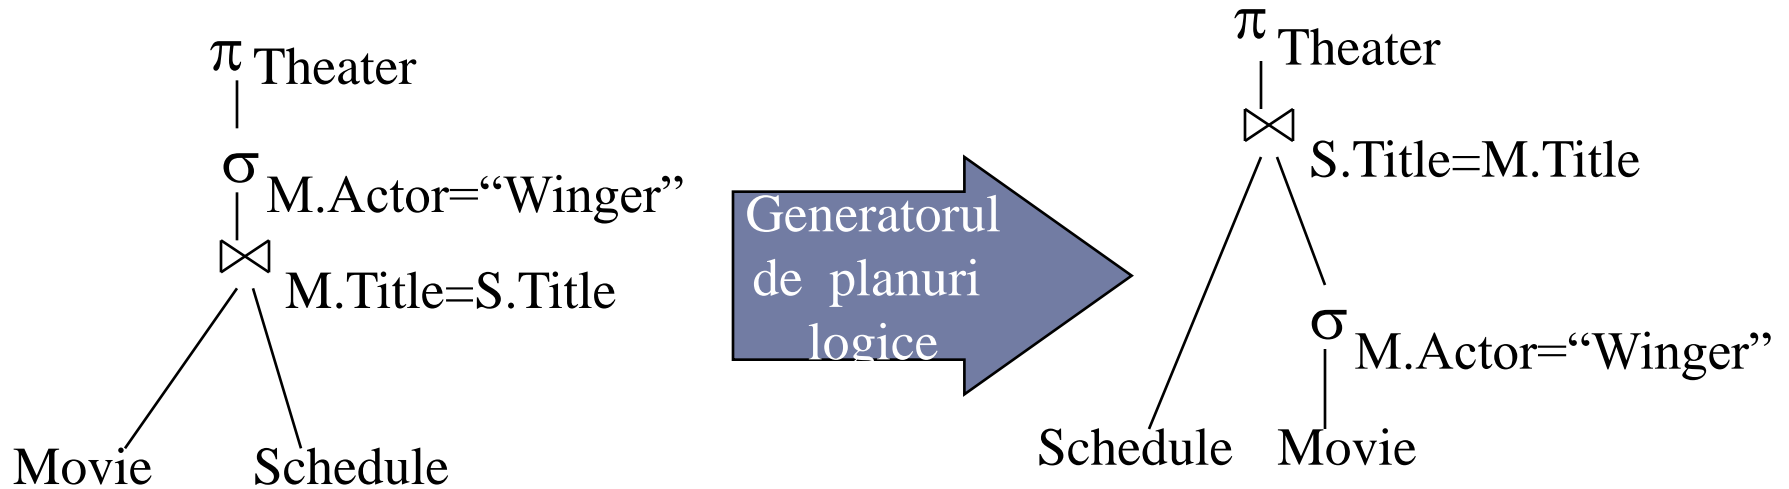 π Theater
σ M.Actor=“Winger”
⋈ M.Title=S.Title
Movie Schedule
Generatorul
de planuri
logice
π Theater
⋈ S.Title=M.Title
σ M.Actor=“Winger”
Schedule Movie